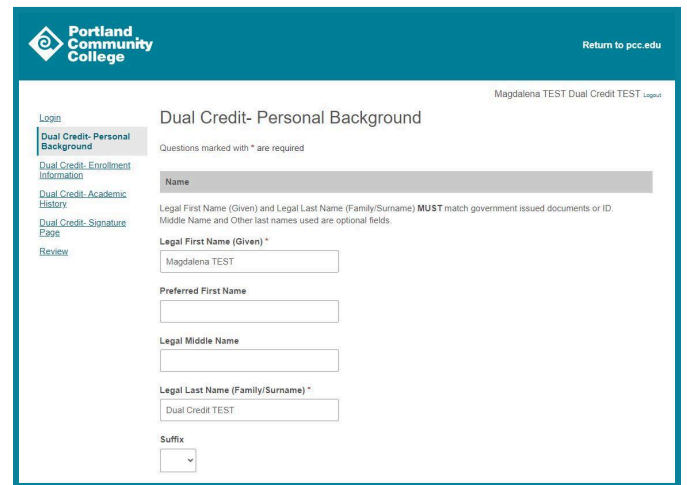 Portland
Community
College
Return to pcc.edu
Magdalena TEST Dual Credit TEST Logout
Login
Dual Credit- Personal
Background
Dual Credit- Enrollment
Information
Dual Credit- Academic
History
Dual Credit- Signature
Page
Review
Dual Credit- Personal Background
Questions marked with * are required
Name
Legal First Name (Given) and Legal Last Name (Family/Surname) MUST match government issued documents or ID.
Middle Name and Other last names used are optional fields.
Legal First Name (Given) *
Magdalena TEST
Preferred First Name
Legal Middle Name
Legal Last Name (Family/Surname) *
Dual Credit TEST
Suffix